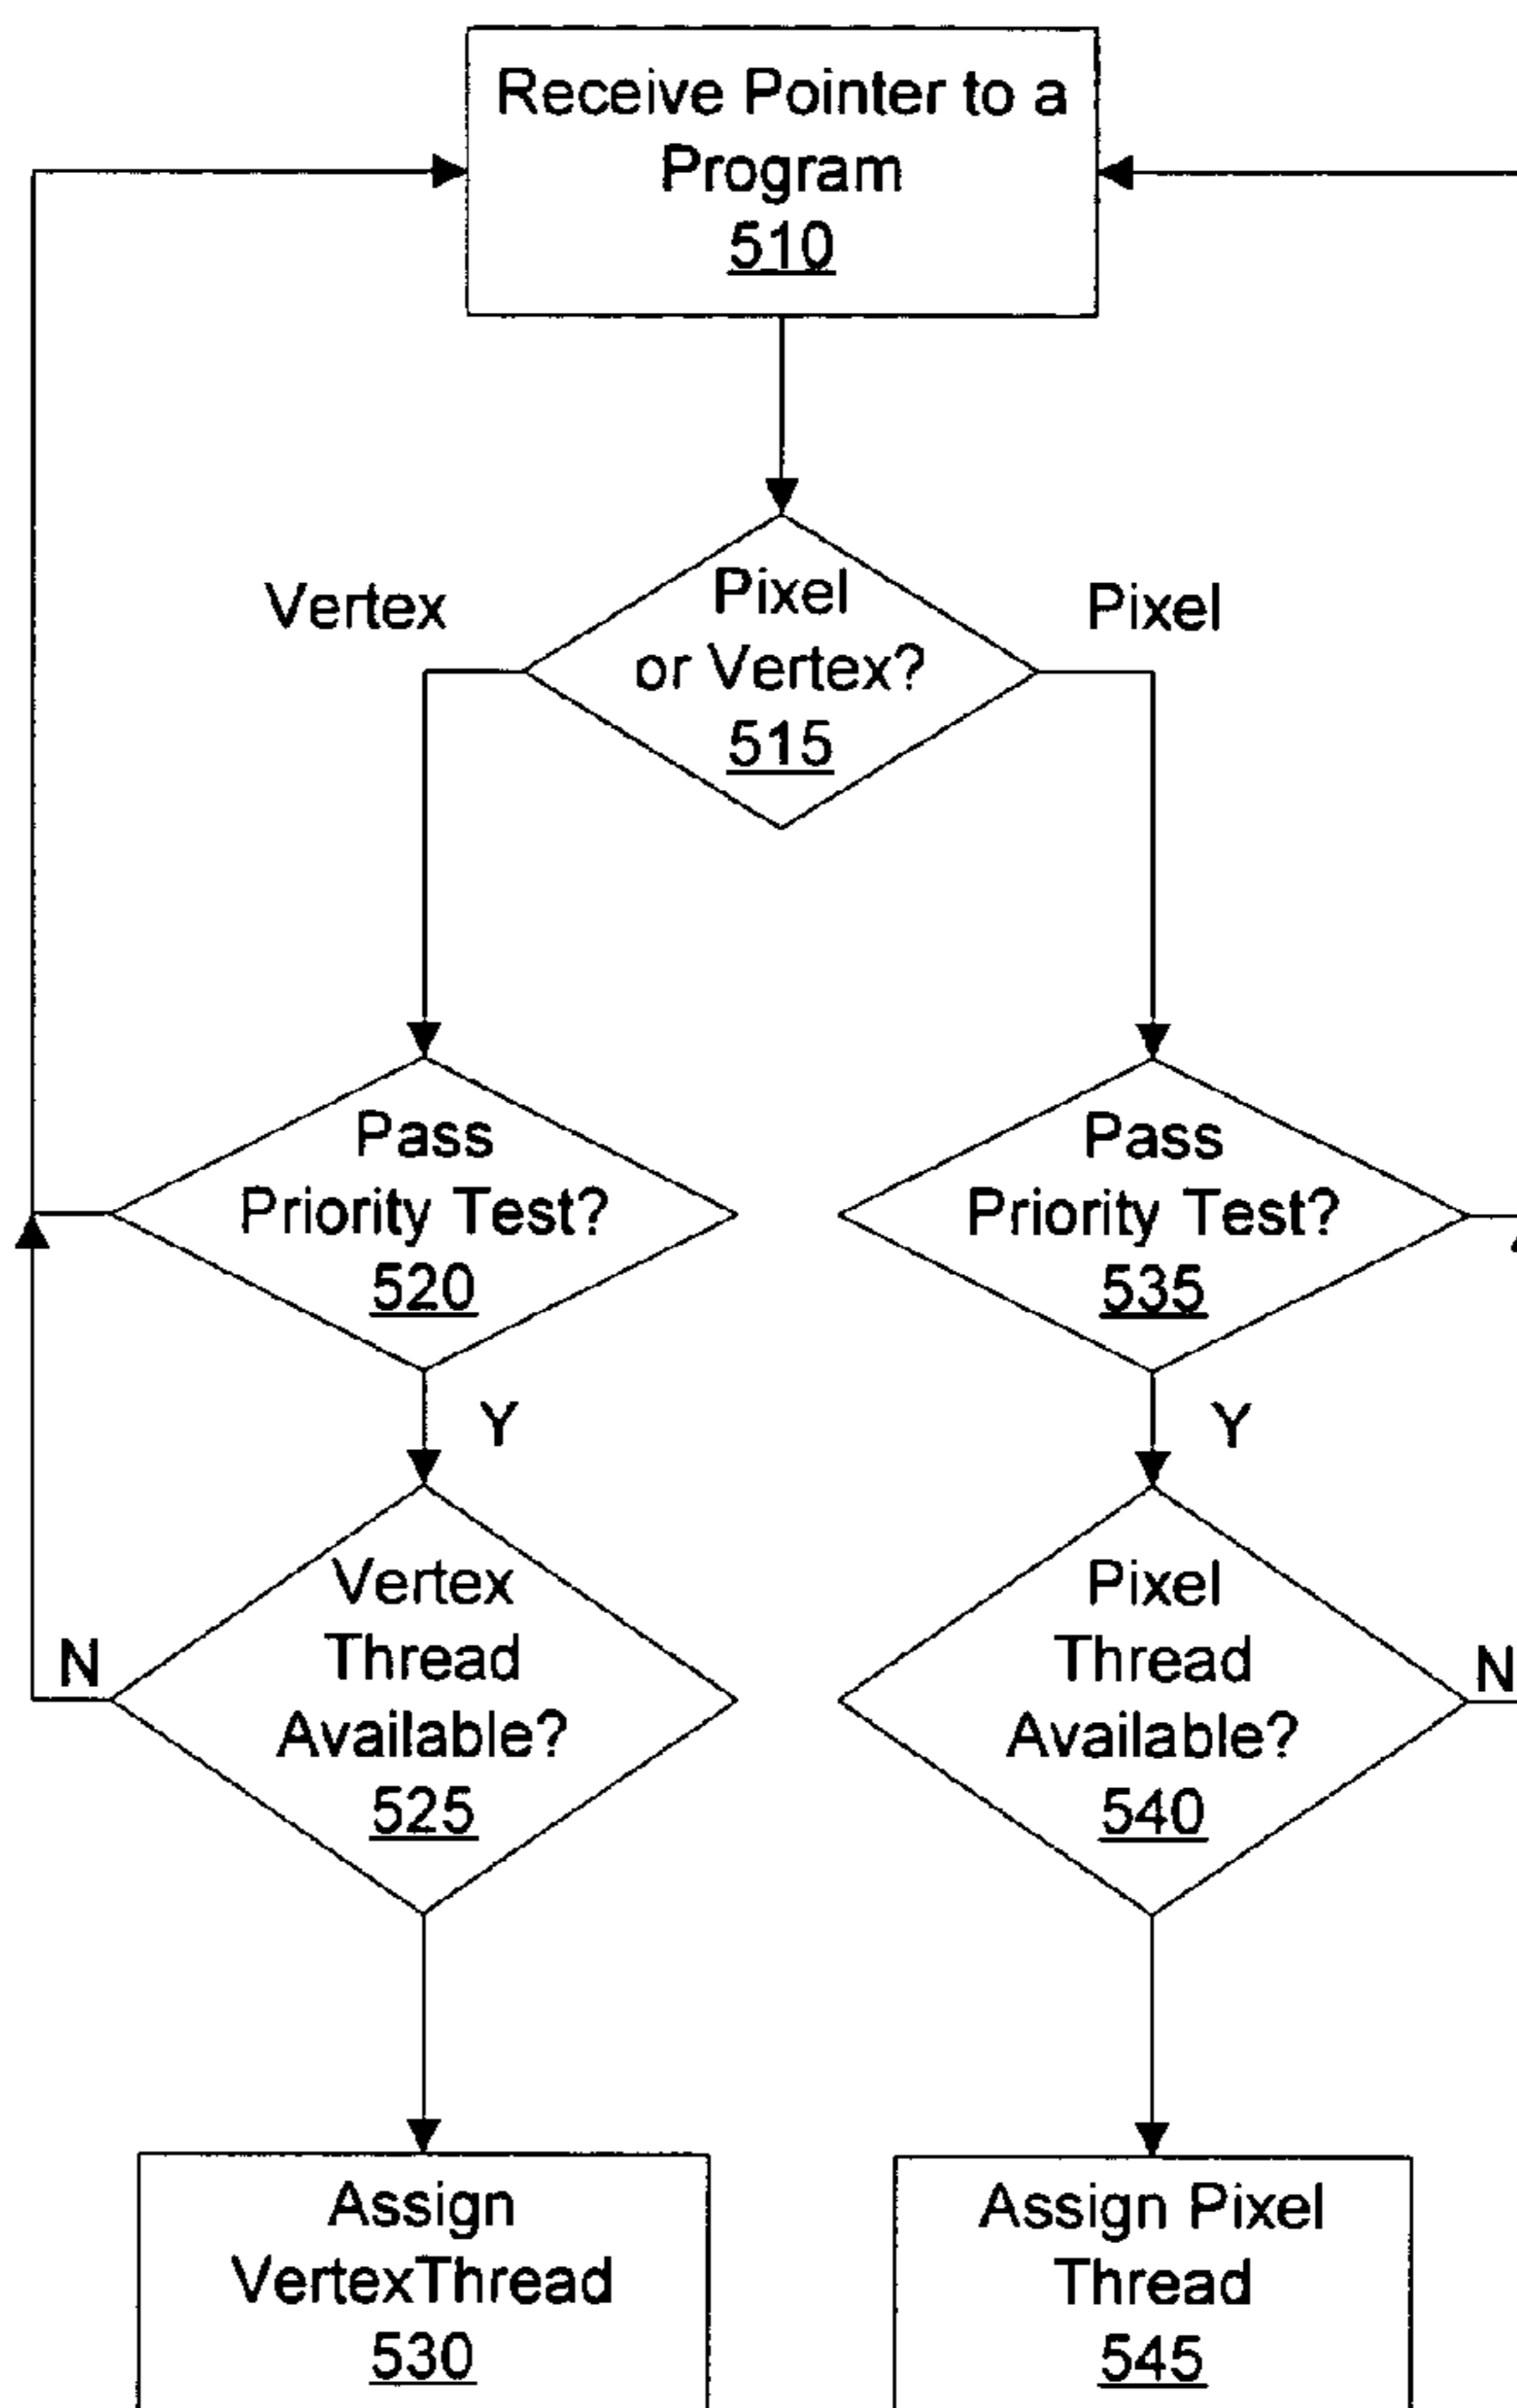 Receive Pointer to a
Program
510
Vertex
Pixel
or Vertex?
515
Pixel
Pass
Priority Test?
520
Pass
Priority Test?
535
Y
Y
Vertex
Thread
Available?
525
N
Pixel
Thread
Available?
540
N
Assign
VertexThread
530
Assign Pixel
Thread
545